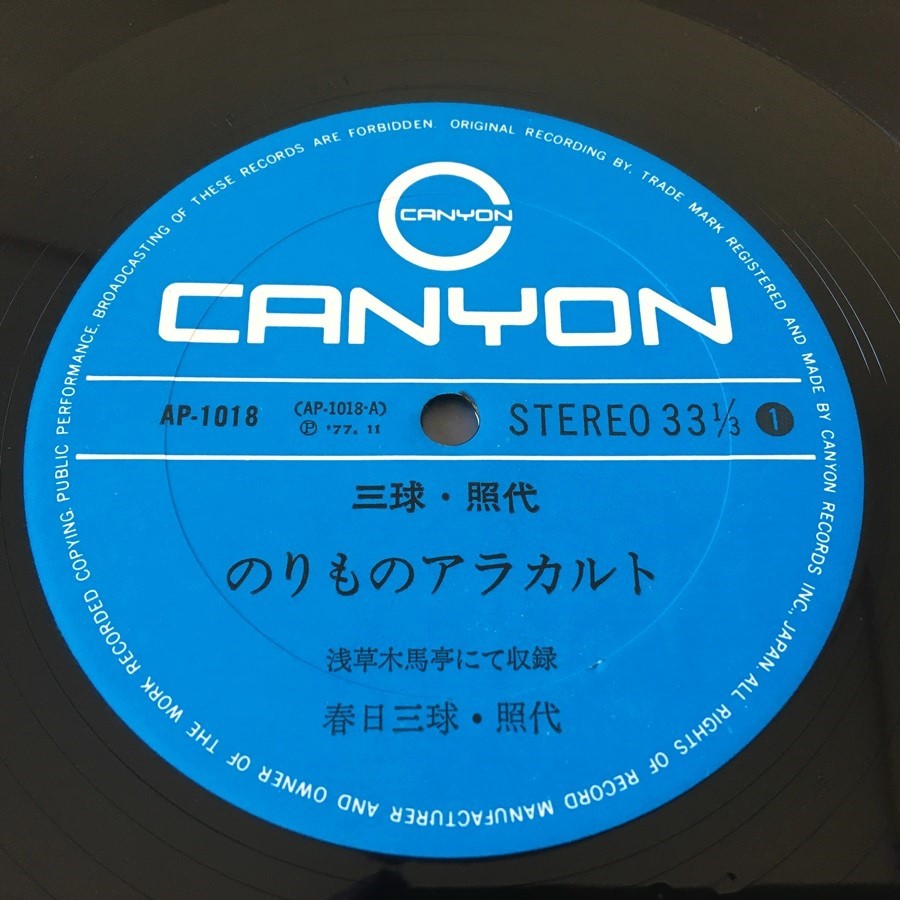 CANYON
CANYON
AP-1018 (AP-1018-A) STEREO 33 1/3 1
Ⓟ '77. 11
三球・照代
のりものアラカルト
浅草木馬亭にて収録
春日三球・照代
ORIGINAL RECORDING BY, TRADE MARK REGISTERED AND MADE BY CANYON RECORDS INC., JAPAN. ALL RIGHTS OF RECORD MANUFACTURER AND OWNER OF THE WORK RECORDED COPYING. PUBLIC PERFORMANCE. BROADCASTING OF THESE RECORDS ARE FORBIDDEN.